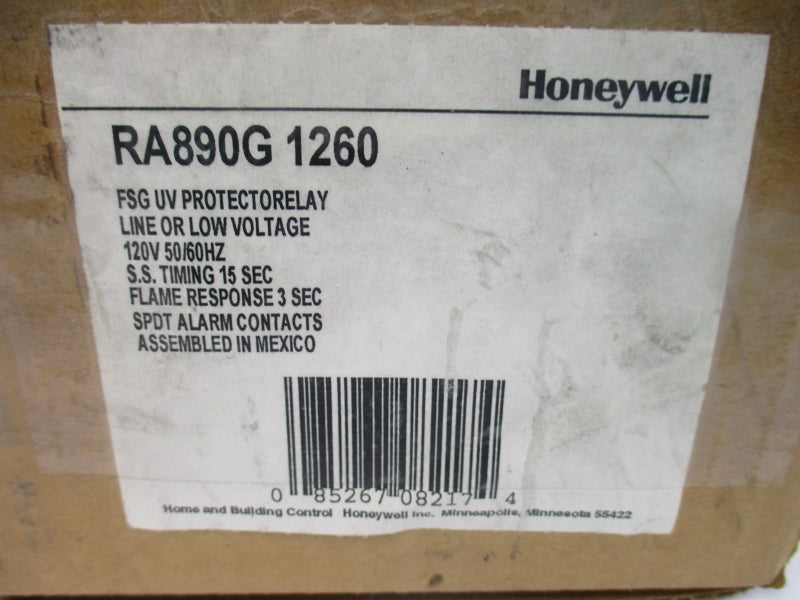 Honeywell
RA890G 1260
FSG UV PROTECTORELAY
LINE OR LOW VOLTAGE
120V 50/60HZ
S.S. TIMING 15 SEC
FLAME RESPONSE 3 SEC
SPDT ALARM CONTACTS
ASSEMBLED IN MEXICO
0 85267 08217 4
Home and Building Control Honeywell Inc. Minneapolis, Minnesota 55422